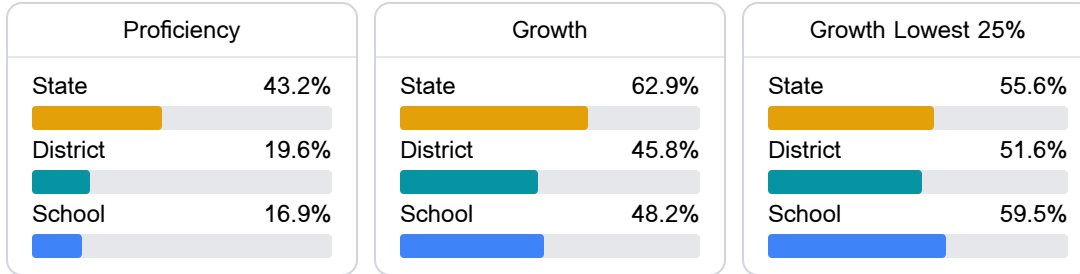 Proficiency
State 43.2%
District 19.6%
School 16.9%
Growth
State 62.9%
District 45.8%
School 48.2%
Growth Lowest 25%
State 55.6%
District 51.6%
School 59.5%